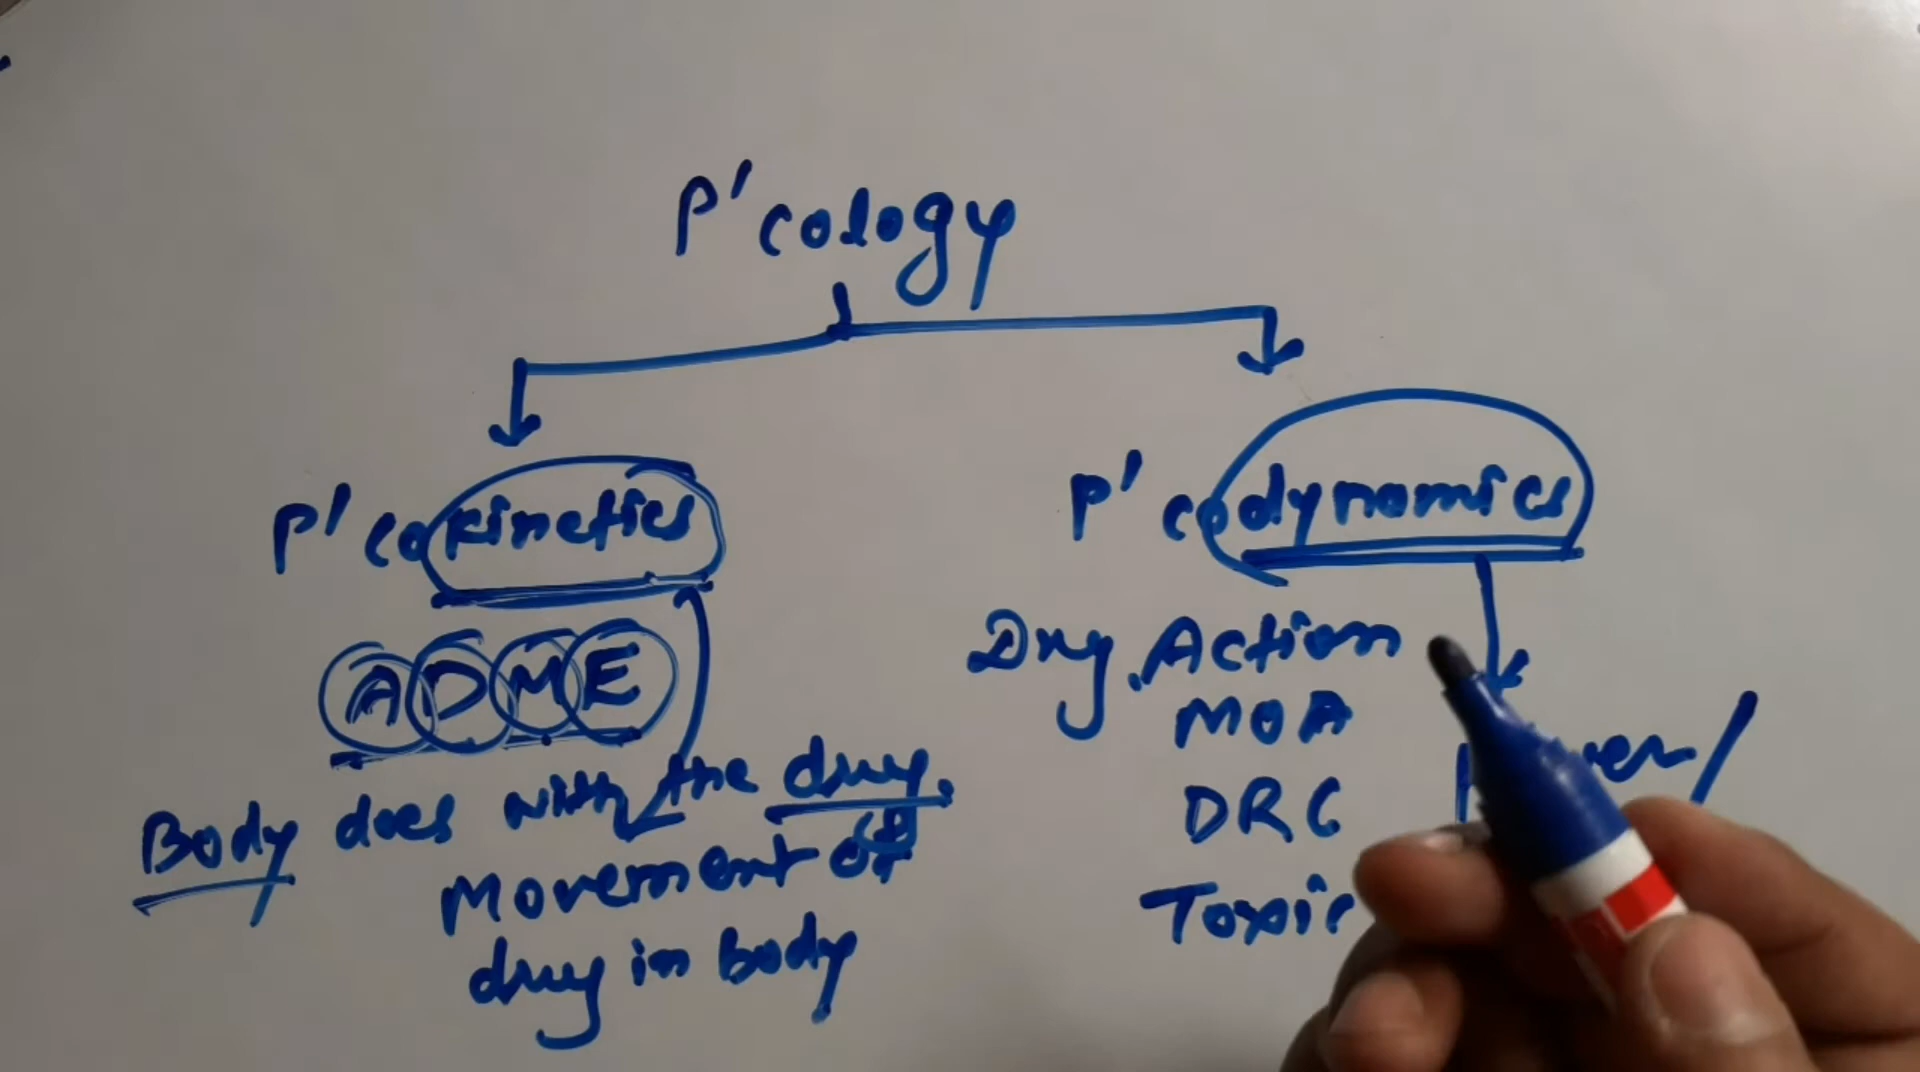 P'cology
P'cokinetics
P'codynamics
ADME
Body does with the drug.
Movement of
drug in body
Drug Action
MOA
DRC
Toxic